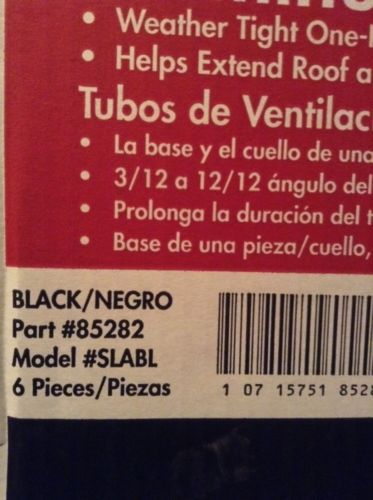 Weather Tight One-
Helps Extend Roof a
Tubos de Ventilac
La base y el cuello de una
3/12 a 12/12 ángulo del
Prolonga la duración del t
Base de una pieza/cuello,
BLACK/NEGRO
Part #85282
Model #SLABL
6 Pieces/Piezas
1 07 15751 8528